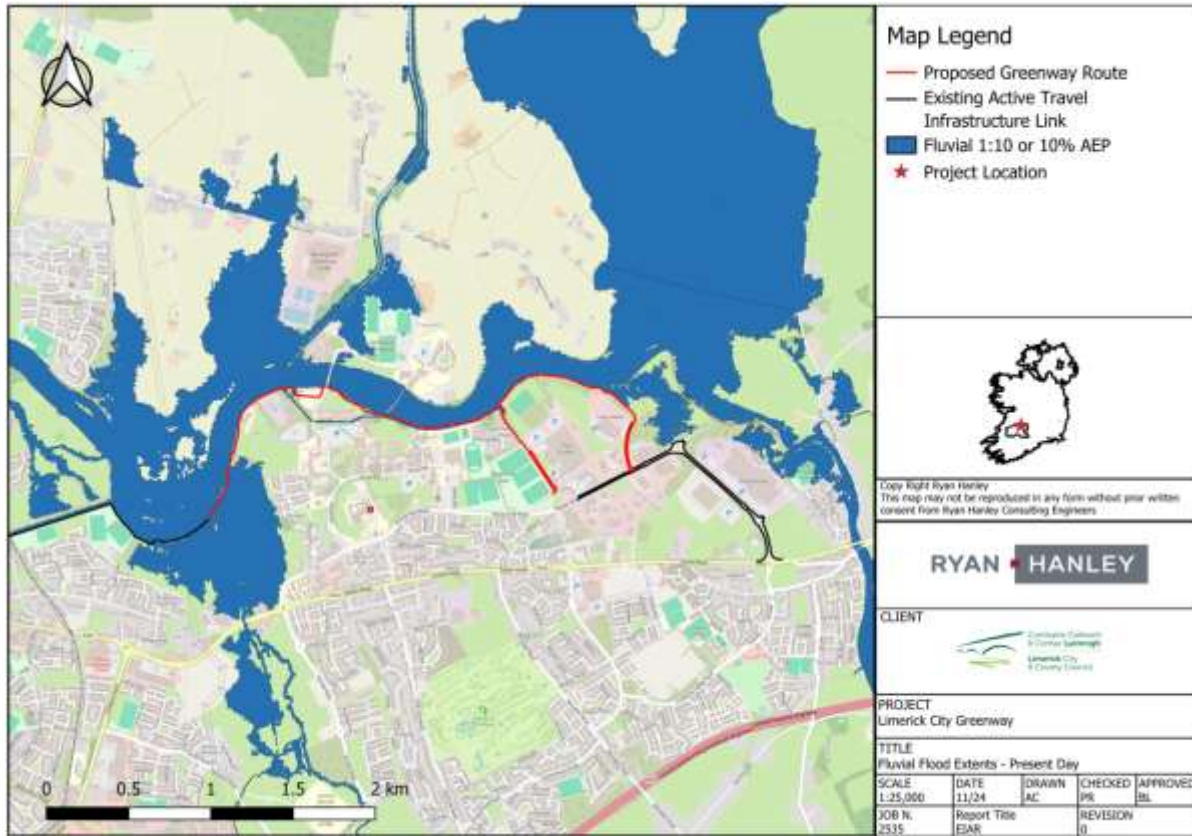 Map Legend
Proposed Greenway Route
Existing Active Travel
Infrastructure Link
Fluvial 1:10 or 10% AEP
Project Location
Copy Right Ryan Hanley
This map may not be reproduced in any form without prior written
consent from Ryan Hanley Consulting Engineers
RYAN HANLEY
CLIENT
Comhairle Cathrach
& Contae Luimnigh
Limerick City
& County Council
PROJECT
Limerick City Greenway
TITLE
Fluvial Flood Extents - Present Day
SCALE DATE DRAWN CHECKED APPROVED
1:25,000 11/24 AC PR BL
JOB N. Report Title REVISION
2535 EIAR 0
0 0.5 1 1.5 2 km